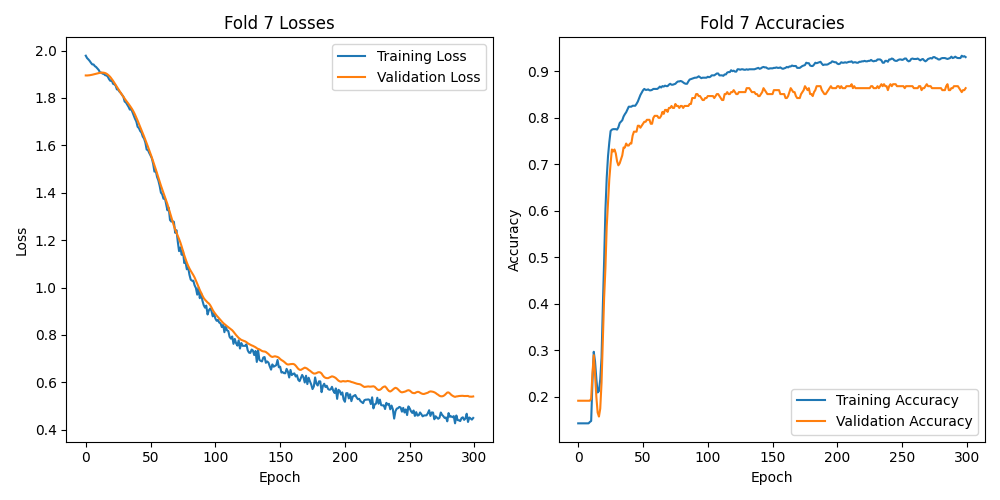 Fold 7 Losses
2.0
1.8
1.6
1.4
1.2
1.0
0.8
0.6
0.4
Loss
Training Loss
Validation Loss
0 50 100 150 200 250 300
Epoch
Fold 7 Accuracies
0.9
0.8
0.7
0.6
0.5
0.4
0.3
0.2
Accuracy
Training Accuracy
Validation Accuracy
0 50 100 150 200 250 300
Epoch